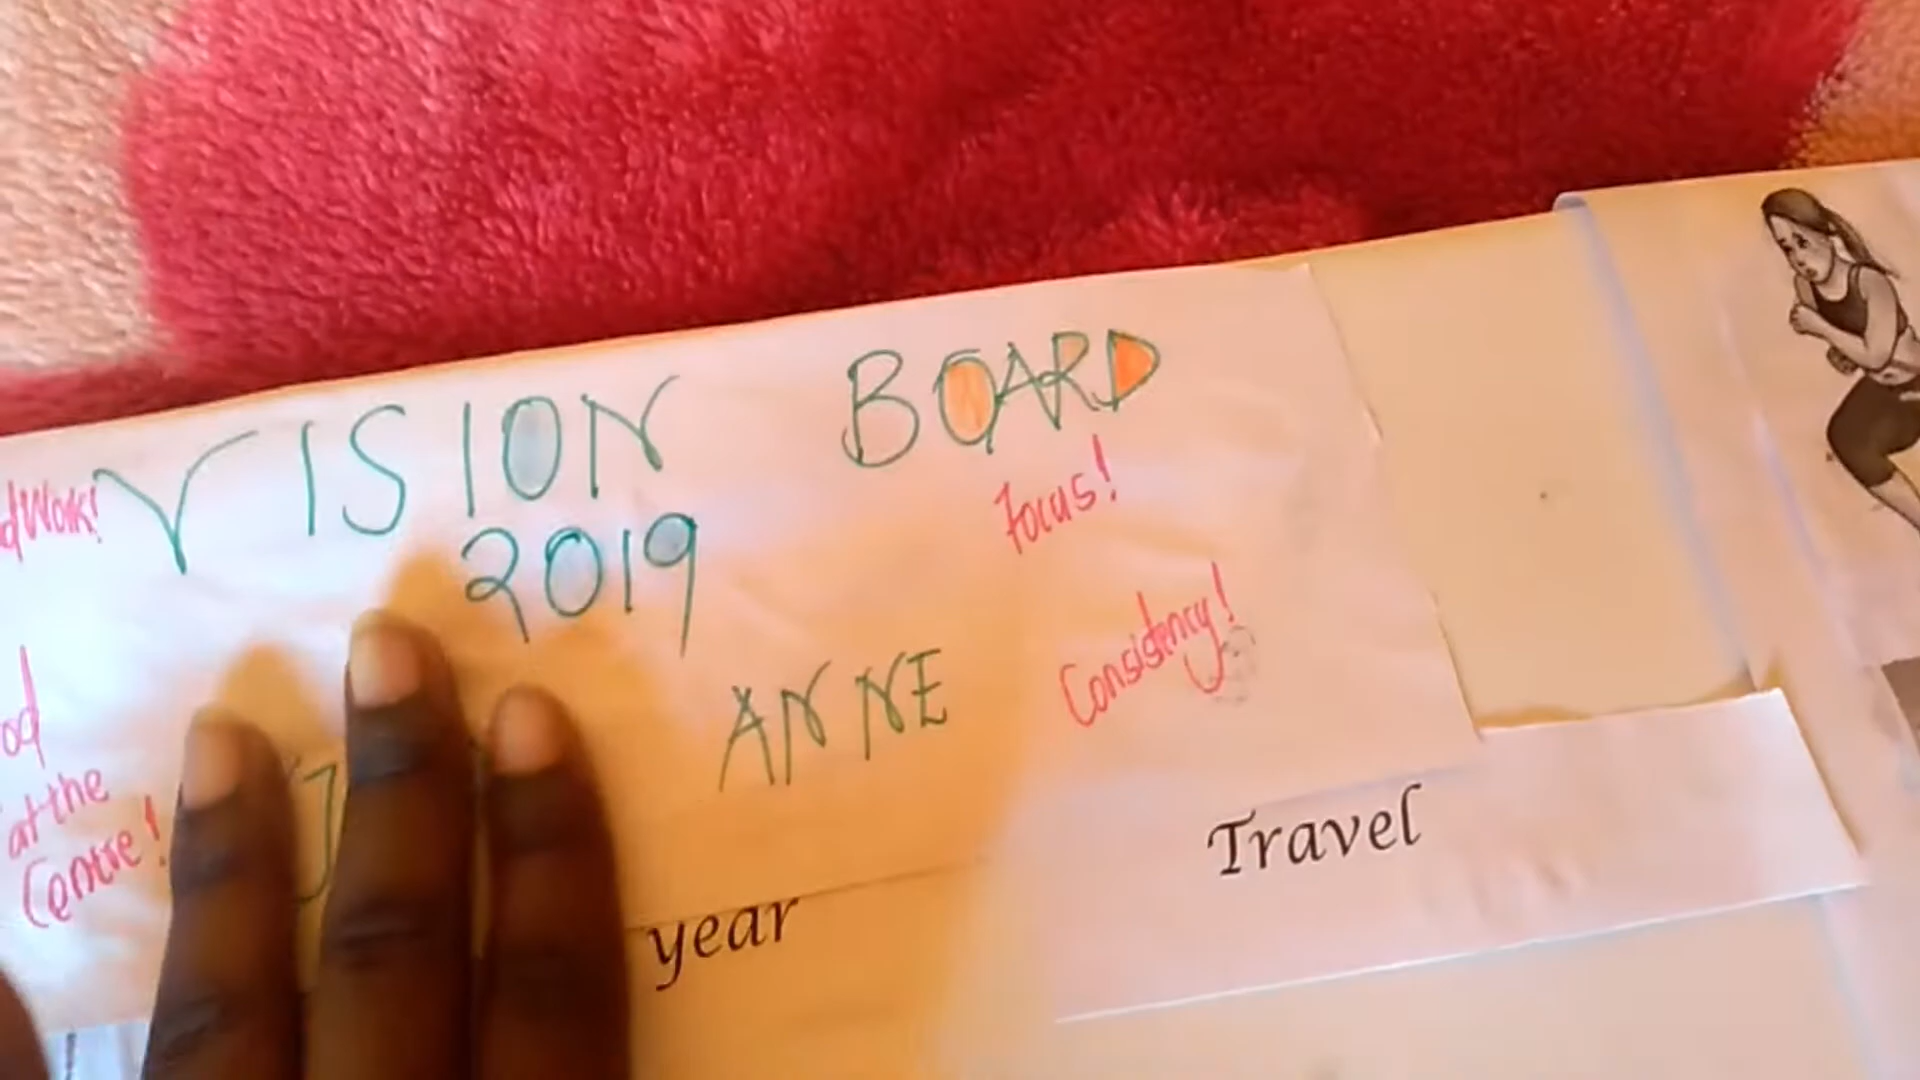 VISION BOARD
2019
Focus!
Consistency!
ANNE
at the
Centre!
Travel
year